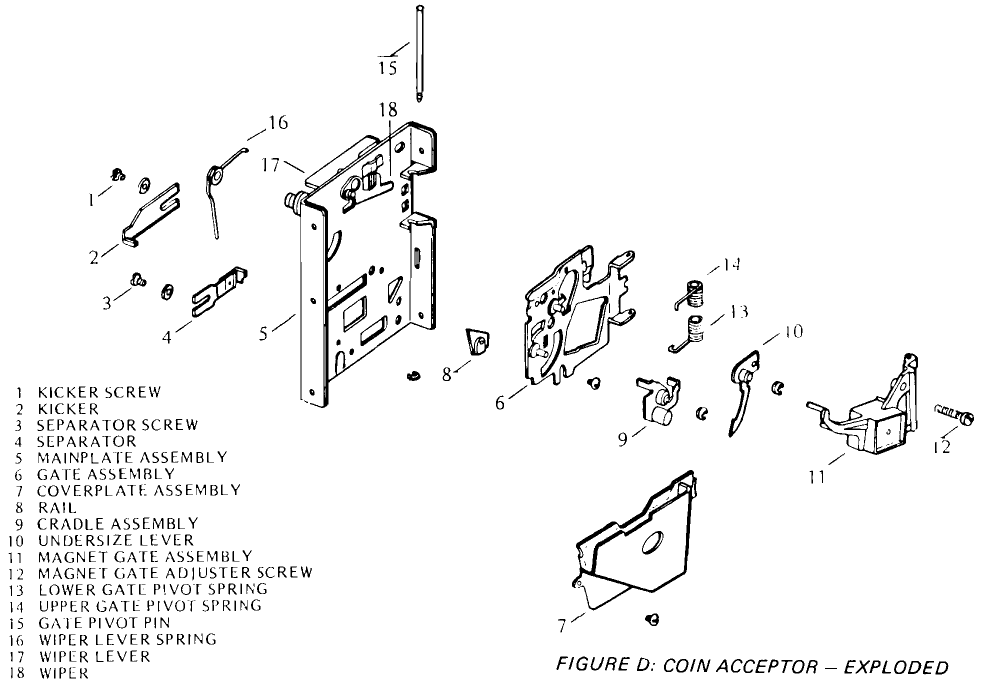 15
18
16
17
1
2
3
4
5
8
6
14
13
10
9
11
12
7
1 KICKER SCREW
2 KICKER
3 SEPARATOR SCREW
4 SEPARATOR
5 MAINPLATE ASSEMBLY
6 GATE ASSEMBLY
7 COVERPLATE ASSEMBLY
8 RAIL
9 CRADLE ASSEMBLY
10 UNDERSIZE LEVER
11 MAGNET GATE ASSEMBLY
12 MAGNET GATE ADJUSTER SCREW
13 LOWER GATE PIVOT SPRING
14 UPPER GATE PIVOT SPRING
15 GATE PIVOT PIN
16 WIPER LEVER SPRING
17 WIPER LEVER
18 WIPER
FIGURE D: COIN ACCEPTOR – EXPLODED